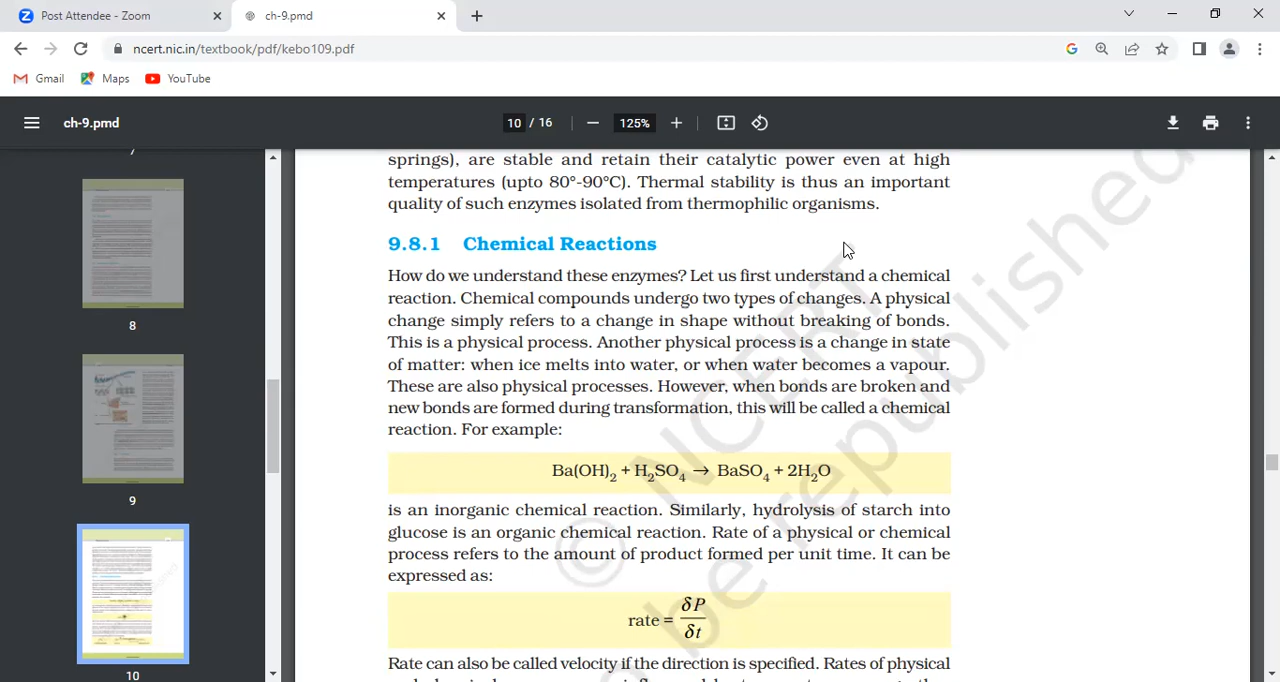 Post Attendee - Zoom
ch-9.pmd
ncert.nic.in/textbook/pdf/kebo109.pdf
Gmail
Maps
YouTube
ch-9.pmd
10 / 16
125%
7
8
9
10
springs), are stable and retain their catalytic power even at high
temperatures (upto 80°-90°C). Thermal stability is thus an important
quality of such enzymes isolated from thermophilic organisms.
9.8.1 Chemical Reactions
How do we understand these enzymes? Let us first understand a chemical
reaction. Chemical compounds undergo two types of changes. A physical
change simply refers to a change in shape without breaking of bonds.
This is a physical process. Another physical process is a change in state
of matter: when ice melts into water, or when water becomes a vapour.
These are also physical processes. However, when bonds are broken and
new bonds are formed during transformation, this will be called a chemical
reaction. For example:
Ba(OH)₂ + H₂SO₄ → BaSO₄ + 2H₂O
is an inorganic chemical reaction. Similarly, hydrolysis of starch into
glucose is an organic chemical reaction. Rate of a physical or chemical
process refers to the amount of product formed per unit time. It can be
expressed as:
rate = δP
δt
Rate can also be called velocity if the direction is specified. Rates of physical
© NCERT
be republished